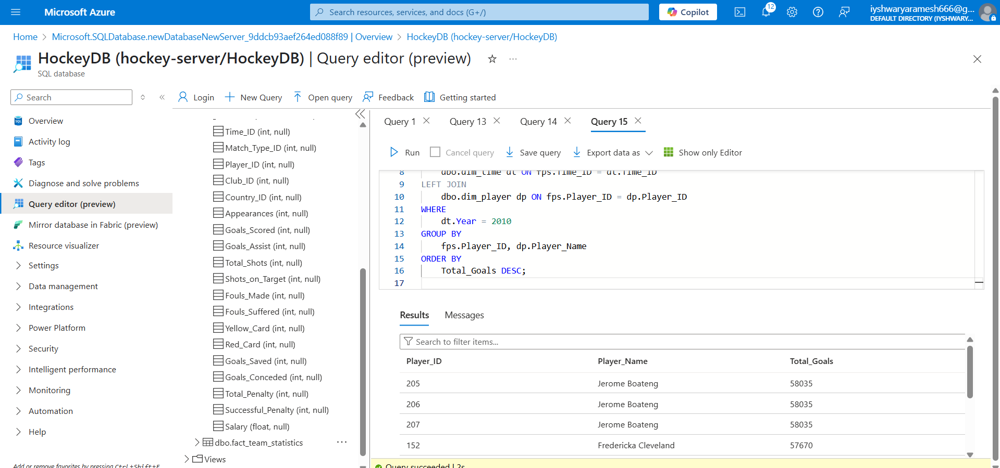 Microsoft Azure
Search resources, services, and docs (G+/)
Copilot
12
iyshwaryaramesh666@g...
DEFAULT DIRECTORY (IYSHWARY...
Home > Microsoft.SQLDatabase.newDatabaseNewServer_9ddcb93aef264ed088f89 | Overview > HockeyDB (hockey-server/HockeyDB)
HockeyDB (hockey-server/HockeyDB) | Query editor (preview)
SQL database
Search
Overview
Activity log
Tags
Diagnose and solve problems
Query editor (preview)
Mirror database in Fabric (preview)
Resource visualizer
Settings
Data management
Integrations
Power Platform
Security
Intelligent performance
Monitoring
Automation
Help
Add or remove favorites by pressing Ctrl+Shift+F
Login
New Query
Open query
Feedback
Getting started
Time_ID (int, null)
Match_Type_ID (int, null)
Player_ID (int, null)
Club_ID (int, null)
Country_ID (int, null)
Appearances (int, null)
Goals_Scored (int, null)
Goals_Assist (int, null)
Total_Shots (int, null)
Shots_on_Target (int, null)
Fouls_Made (int, null)
Fouls_Suffered (int, null)
Yellow_Card (int, null)
Red_Card (int, null)
Goals_Saved (int, null)
Goals_Conceded (int, null)
Total_Penalty (int, null)
Successful_Penalty (int, null)
Salary (float, null)
dbo.fact_team_statistics ...
Views
Query 1
Query 13
Query 14
Query 15
Run
Cancel query
Save query
Export data as
Show only Editor
8 dbo.dim_time dt ON fps.Time_ID = dt.Time_ID
9 LEFT JOIN
10 dbo.dim_player dp ON fps.Player_ID = dp.Player_ID
11 WHERE
12 dt.Year = 2010
13 GROUP BY
14 fps.Player_ID, dp.Player_Name
15 ORDER BY
16 Total_Goals DESC;
17
Results
Messages
Search to filter items...
Player_ID Player_Name Total_Goals
205 Jerome Boateng 58035
206 Jerome Boateng 58035
207 Jerome Boateng 58035
152 Fredericka Cleveland 57670
Query succeeded | 2s